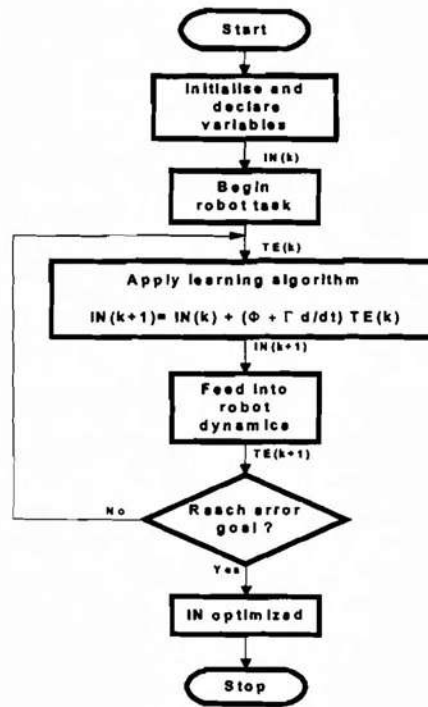 Start
Initialise and
declare
variables
IN(k)
Begin
robot task
TE(k)
Apply learning algorithm
IN(k+1)= IN(k) + (Φ + Γ d/dt) TE(k)
IN(k+1)
Feed into
robot
dynamics
TE(k+1)
No
Reach error
goal ?
Yes
IN optimized
Stop